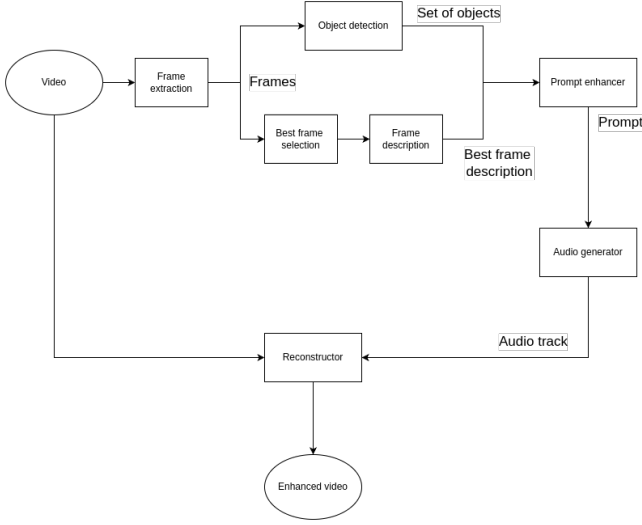 Object detection
Set of objects
Video
Frame
extraction
Frames
Prompt enhancer
Best frame
selection
Frame
description
Best frame
description
Prompt
Audio generator
Audio track
Reconstructor
Enhanced video